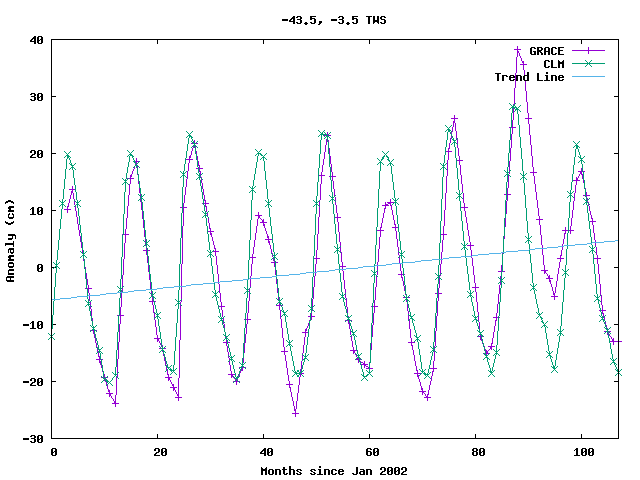 -43.5, -3.5 TWS
GRACE
CLM
Trend Line
40
30
20
10
0
-10
-20
-30
Anomaly (cm)
0 20 40 60 80 100
Months since Jan 2002